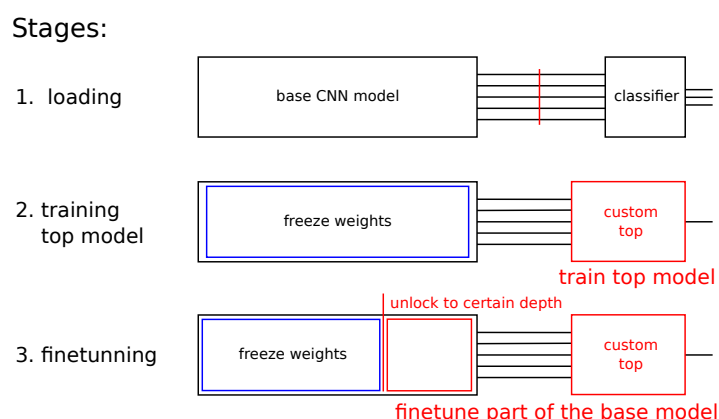 Stages:
1. loading
base CNN model
classifier
2. training
top model
freeze weights
custom
top
train top model
unlock to certain depth
3. finetunning
freeze weights
custom
top
finetune part of the base model